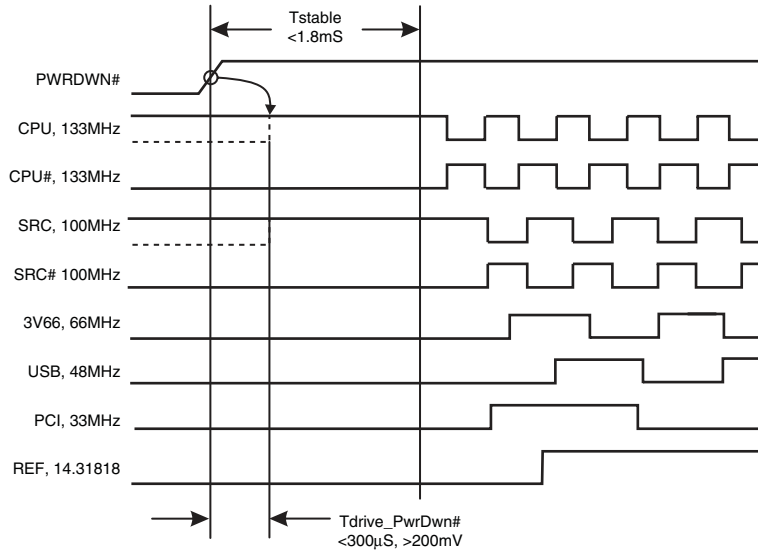 Tstable
<1.8mS
PWRDWN#
CPU, 133MHz
CPU#, 133MHz
SRC, 100MHz
SRC# 100MHz
3V66, 66MHz
USB, 48MHz
PCI, 33MHz
REF, 14.31818
Tdrive_PwrDwn#
<300μS, >200mV